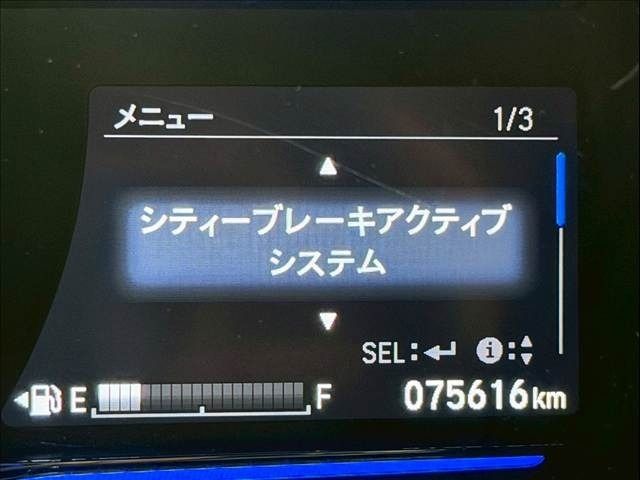 メニュー 1/3
▲
シティーブレーキアクティブ
システム
▼
SEL:↵ i:▲▼
E F 075616km